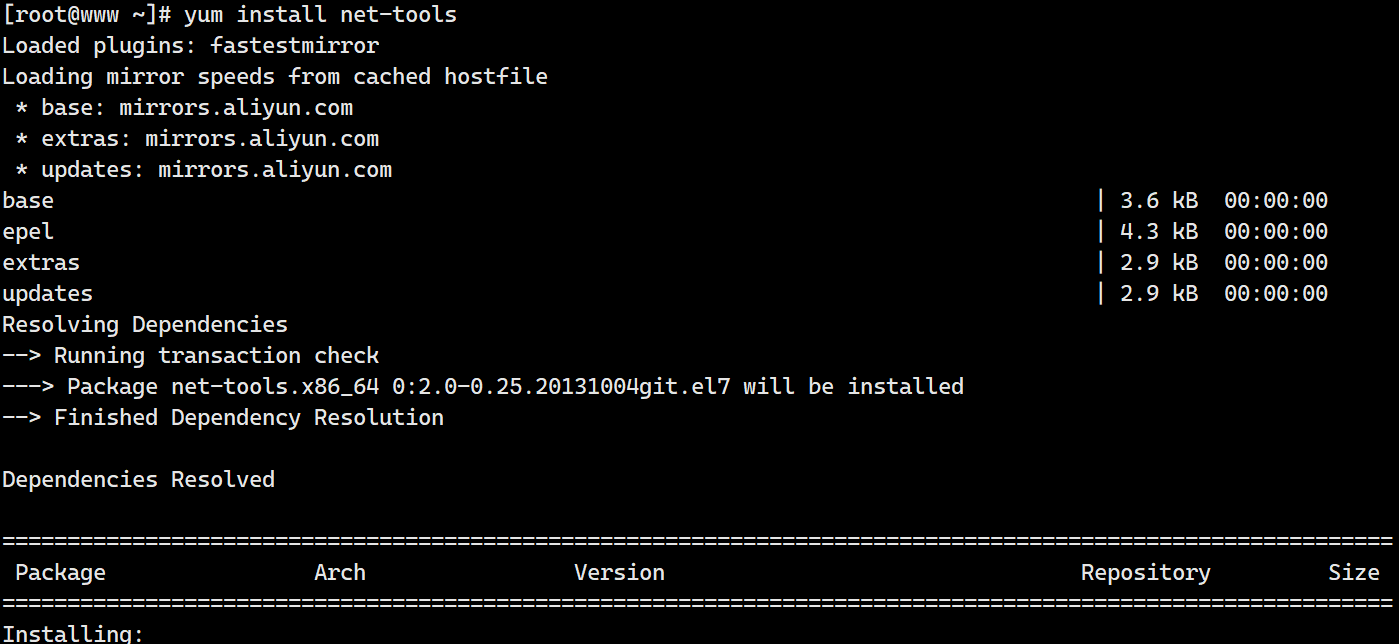 [root@www ~]# yum install net-tools
Loaded plugins: fastestmirror
Loading mirror speeds from cached hostfile
 * base: mirrors.aliyun.com
 * extras: mirrors.aliyun.com
 * updates: mirrors.aliyun.com
base | 3.6 kB 00:00:00
epel | 4.3 kB 00:00:00
extras | 2.9 kB 00:00:00
updates | 2.9 kB 00:00:00
Resolving Dependencies
--> Running transaction check
---> Package net-tools.x86_64 0:2.0-0.25.20131004git.el7 will be installed
--> Finished Dependency Resolution
Dependencies Resolved
===========================================================================================================
 Package Arch Version Repository Size
===========================================================================================================
Installing: